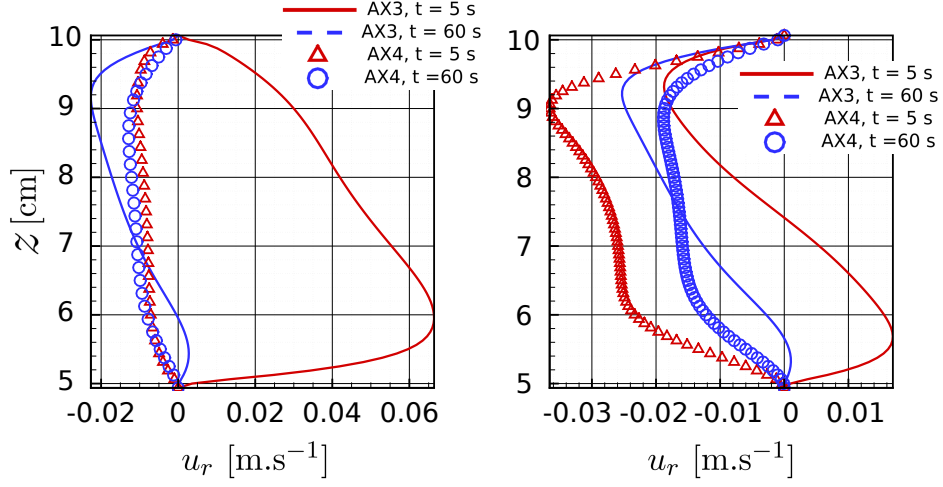 AX3, t = 5 s
AX3, t = 60 s
AX4, t = 5 s
AX4, t =60 s
10
9
8
7
6
5
z [cm]
-0.02 0 0.02 0.04 0.06
u_r [m.s⁻¹]
AX3, t = 5 s
AX3, t = 60 s
AX4, t = 5 s
AX4, t =60 s
10
9
8
7
6
5
-0.03 -0.02 -0.01 0 0.01
u_r [m.s⁻¹]